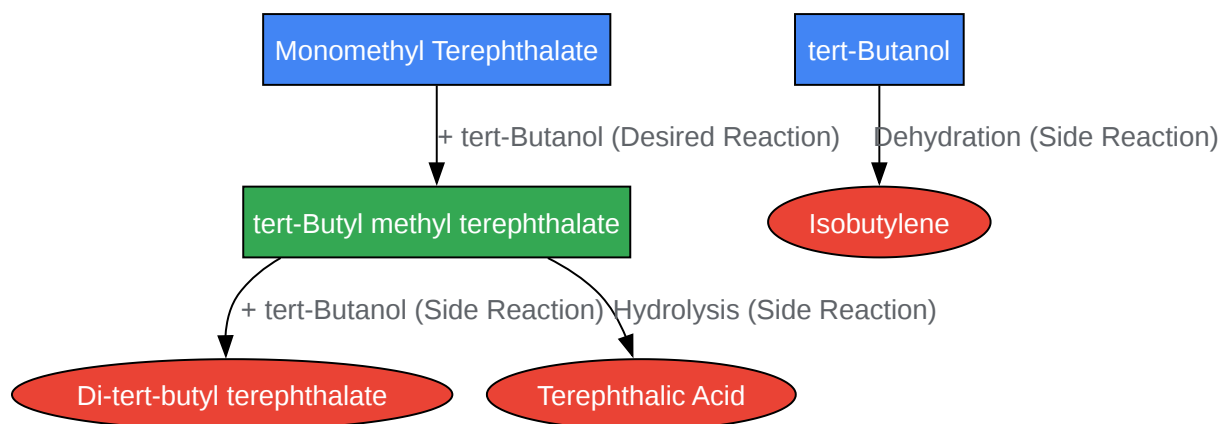 Monomethyl Terephthalate
tert-Butanol
+ tert-Butanol (Desired Reaction)
Dehydration (Side Reaction)
tert-Butyl methyl terephthalate
Isobutylene
+ tert-Butanol (Side Reaction)
Hydrolysis (Side Reaction)
Di-tert-butyl terephthalate
Terephthalic Acid